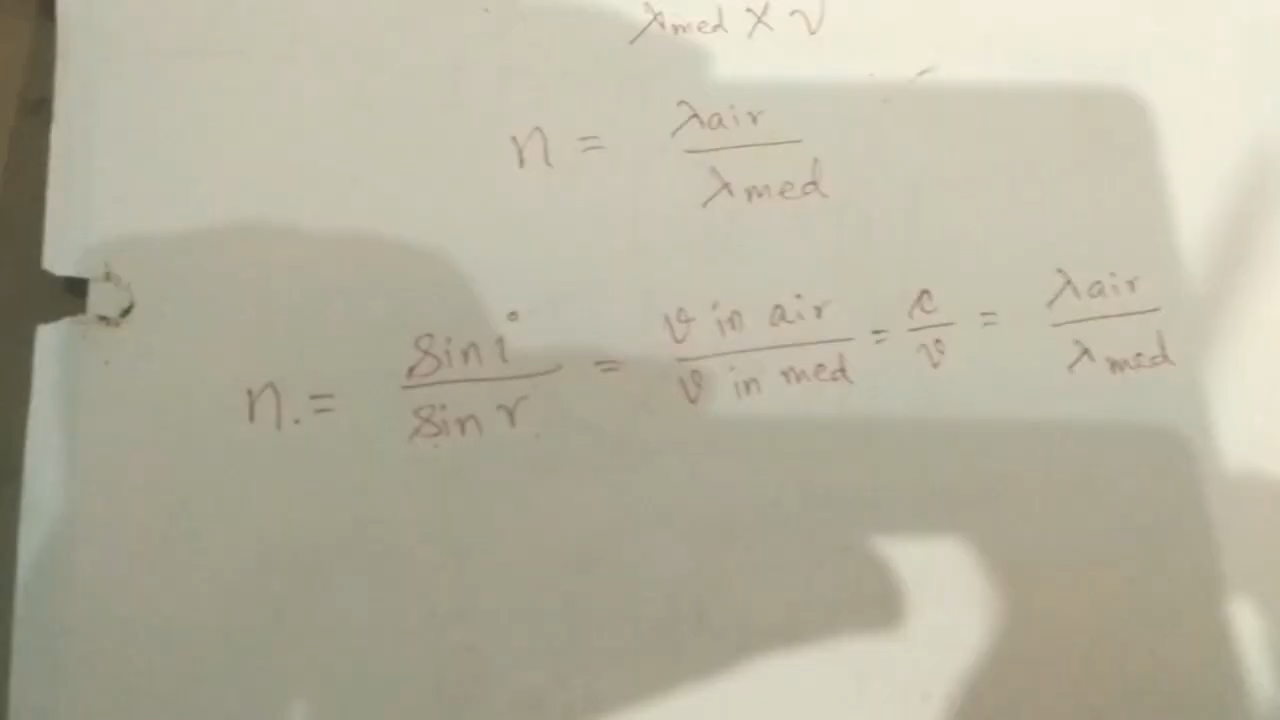 λmed × ν
n = λair / λmed
n. = Sin i / Sin r = v in air / v in med = c / v = λair / λmed